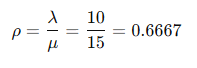 ρ = λ/μ = 10/15 = 0.6667